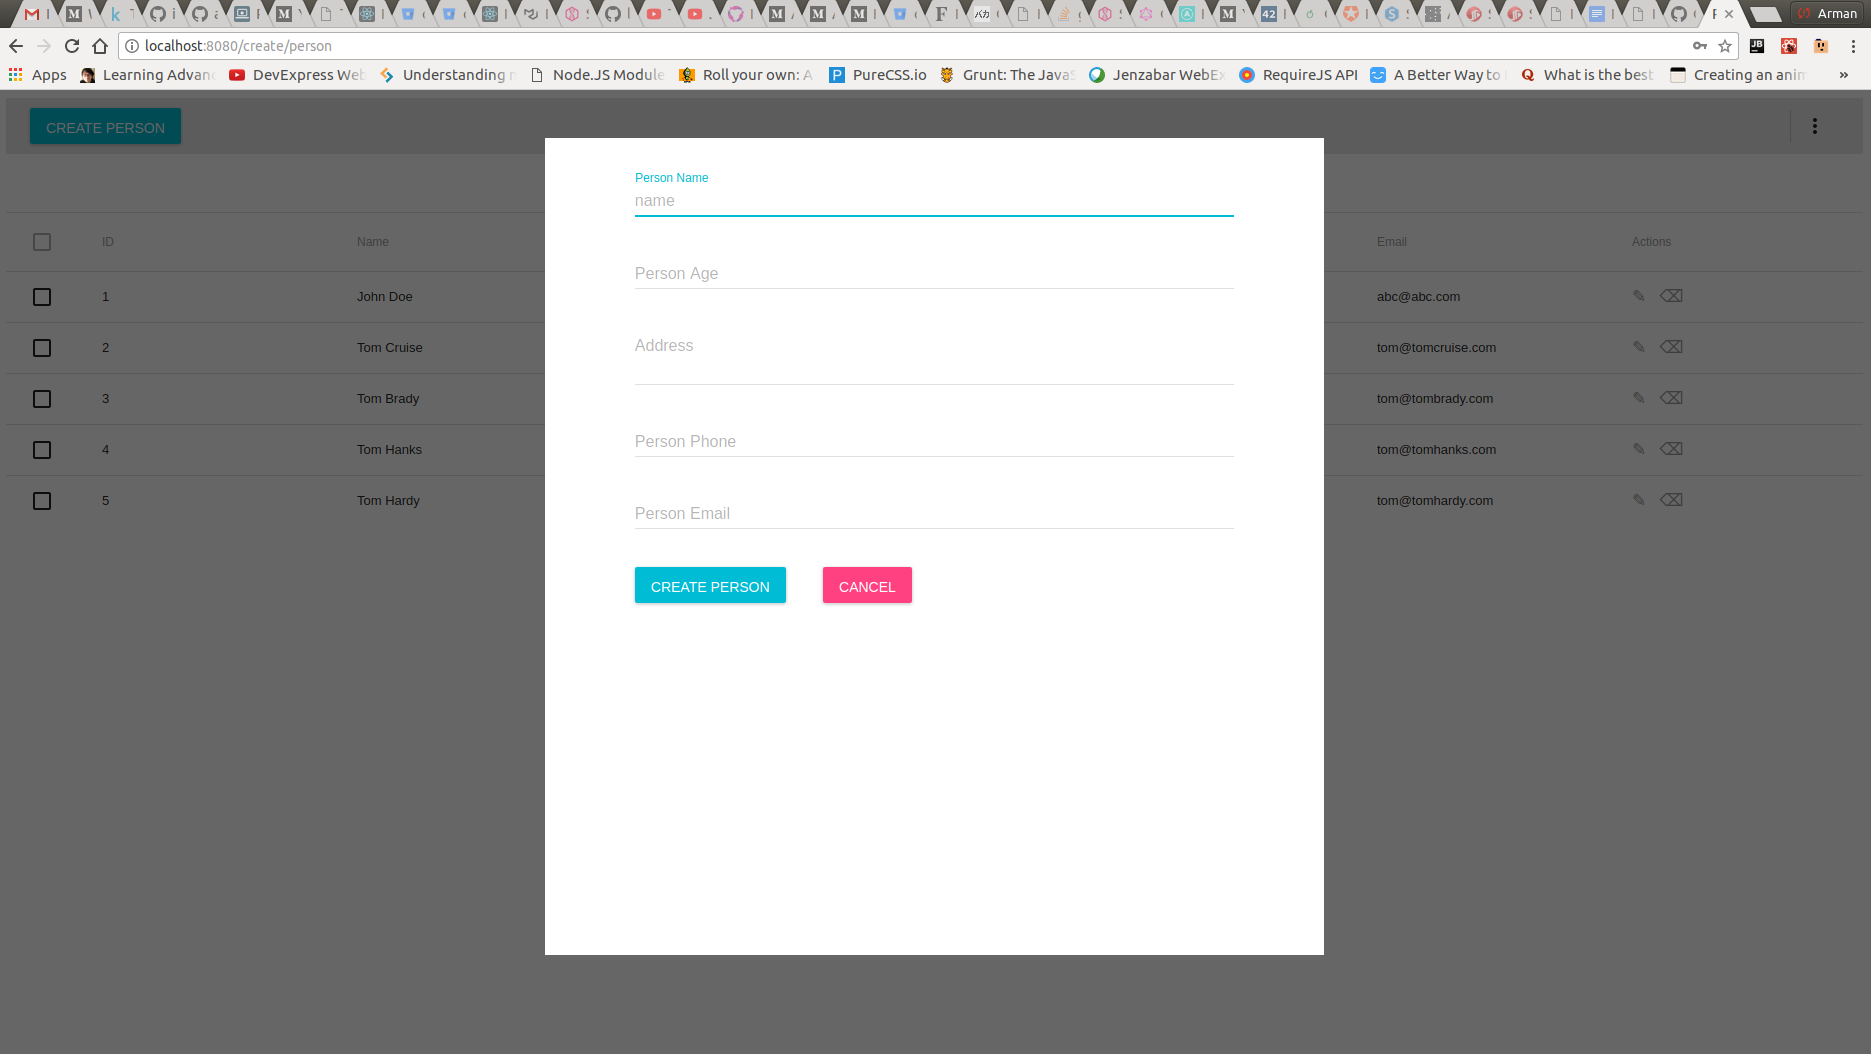 Arman
localhost:8080/create/person
Apps Learning Advan DevExpress Web Understanding Node.JS Module Roll your own: A PureCSS.io Grunt: The JavaS Jenzabar WebEx RequireJS API A Better Way to What is the best Creating an anim »
CREATE PERSON
Person Name
name
Person Age
Address
Person Phone
Person Email
CREATE PERSON CANCEL
ID Name Email Actions
1 John Doe abc@abc.com
2 Tom Cruise tom@tomcruise.com
3 Tom Brady tom@tombrady.com
4 Tom Hanks tom@tomhanks.com
5 Tom Hardy tom@tomhardy.com